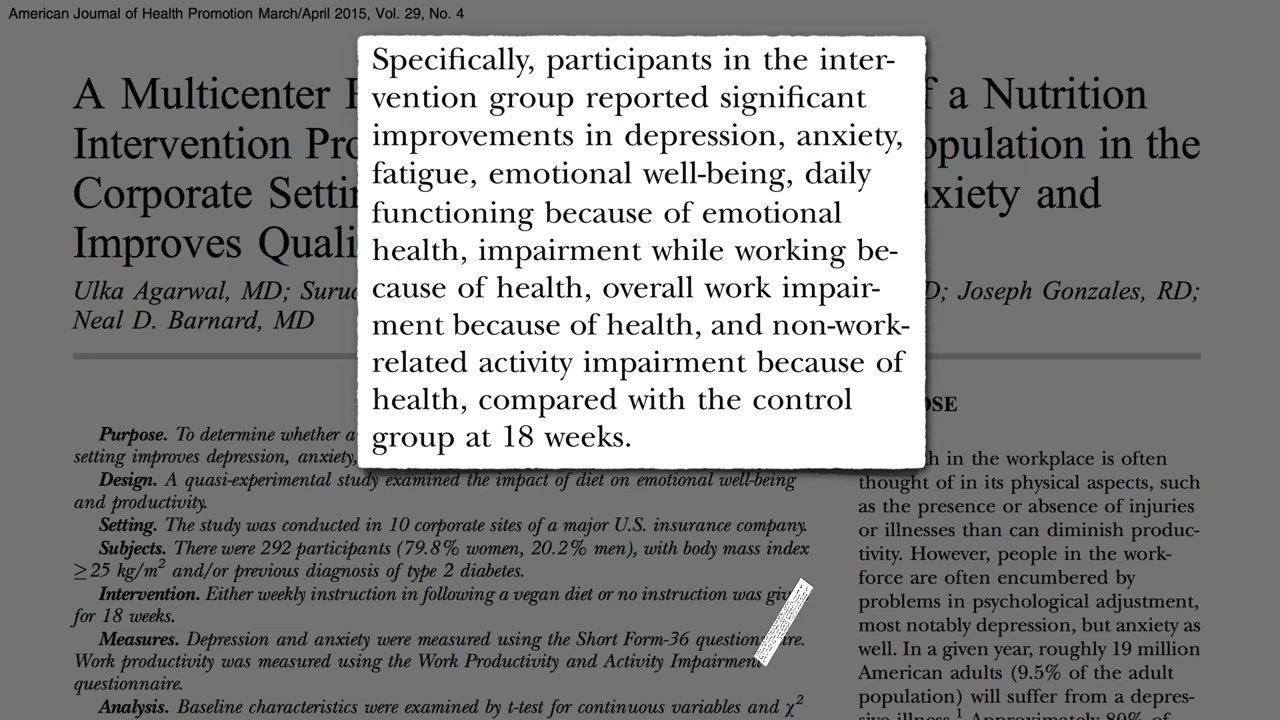 American Journal of Health Promotion March/April 2015, Vol. 29, No. 4
Specifically, participants in the inter-
vention group reported significant
improvements in depression, anxiety,
fatigue, emotional well-being, daily
functioning because of emotional
health, impairment while working be-
cause of health, overall work impair-
ment because of health, and non-work-
related activity impairment because of
health, compared with the control
group at 18 weeks.
A Multicenter of a Nutrition
Intervention opulation in the
Corporate nxiety and
Improves
Ulka Agarwal, MD; D; Joseph Gonzales, RD;
Neal D. Barnard, MD
Purpose. To determine whether a
setting improves depression, anxiety,
Design. A quasi-experimental study examined the impact of diet on emotional well-being
and productivity.
Setting. The study was conducted in 10 corporate sites of a major U.S. insurance company.
Subjects. There were 292 participants (79.8% women, 20.2% men), with body mass index
≥25 kg/m² and/or previous diagnosis of type 2 diabetes.
Intervention. Either weekly instruction in following a vegan diet or no instruction was
for 18 weeks.
Measures. Depression and anxiety were measured using the Short Form-36
Work productivity was measured using the Work Productivity and Activity Impairment
questionnaire.
Analysis. Baseline characteristics were examined by t-test for continuous variables and χ²
OSE
h in the workplace is often
thought of in its physical aspects, such
as the presence or absence of injuries
or illnesses than can diminish produc-
tivity. However, people in the work-
force are often encumbered by
problems in psychological adjustment,
most notably depression, but anxiety as
well. In a given year, roughly 19 million
American adults (9.5% of the adult
population) will suffer from a depres-
sive illness.¹ Approximately 80% of